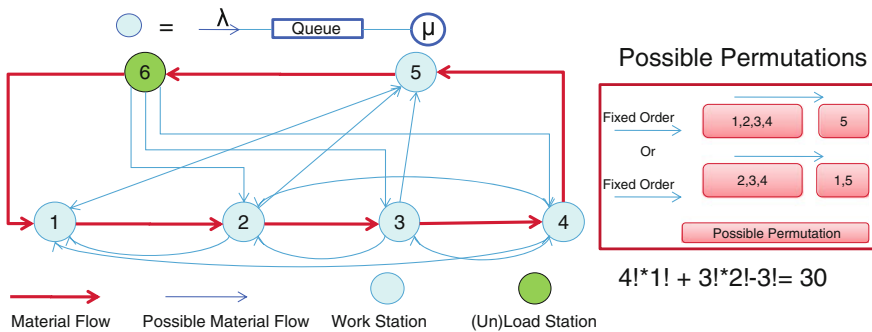 = λ Queue μ
6 5
1 2 3 4
Material Flow Possible Material Flow Work Station (Un)Load Station
Possible Permutations
Fixed Order 1,2,3,4 5
Or
Fixed Order 2,3,4 1,5
Possible Permutation
4!*1! + 3!*2!-3!= 30